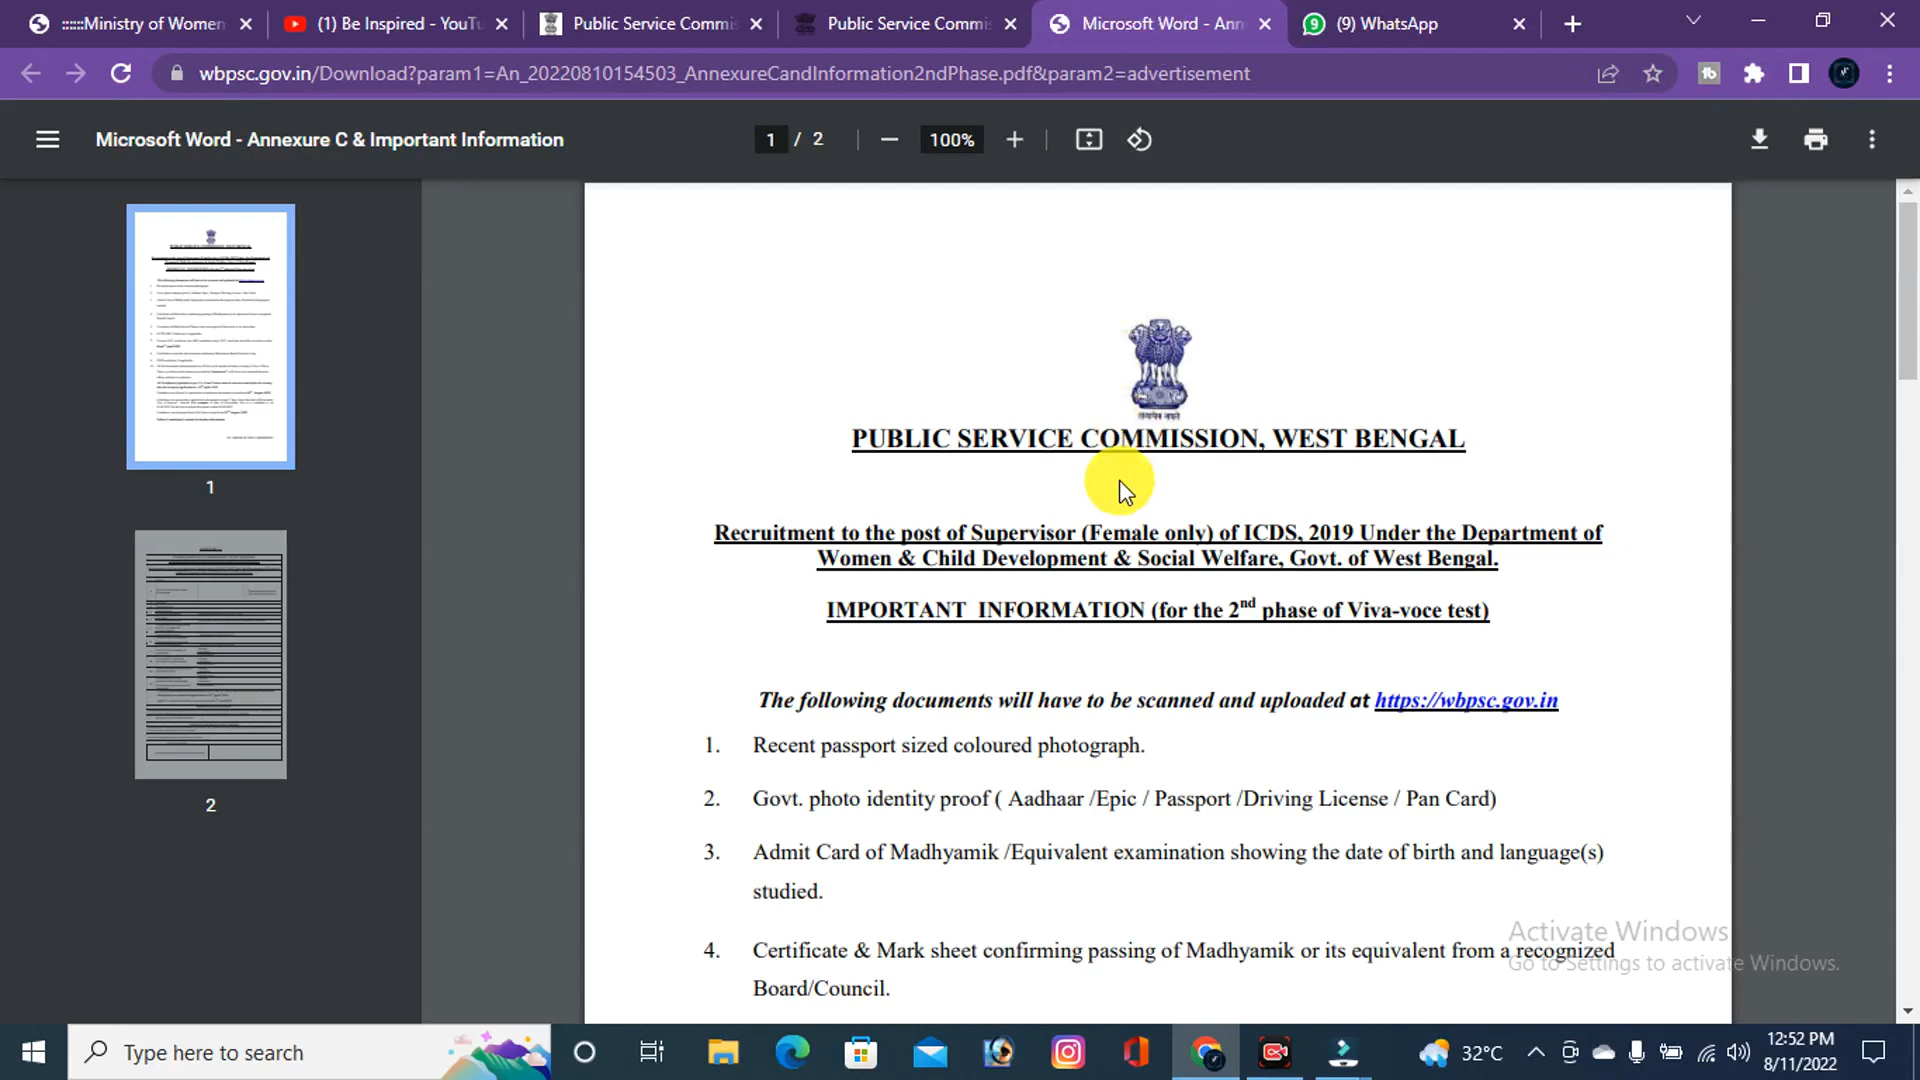 :::::Ministry of Women
(1) Be Inspired - YouTu
Public Service Commis
Public Service Commis
Microsoft Word - Ann
(9) WhatsApp
wbpsc.gov.in/Download?param1=An_20220810154503_AnnexureCandInformation2ndPhase.pdf&param2=advertisement
Microsoft Word - Annexure C & Important Information
1 / 2
100%
PUBLIC SERVICE COMMISSION, WEST BENGAL
Recruitment to the post of Supervisor (Female only) of ICDS, 2019 Under the Department of
Women & Child Development & Social Welfare, Govt. of West Bengal.
IMPORTANT INFORMATION (for the 2nd phase of Viva-voce test)
The following documents will have to be scanned and uploaded at https://wbpsc.gov.in
1. Recent passport sized coloured photograph.
2. Govt. photo identity proof ( Aadhaar /Epic / Passport /Driving License / Pan Card)
3. Admit Card of Madhyamik /Equivalent examination showing the date of birth and language(s)
studied.
4. Certificate & Mark sheet confirming passing of Madhyamik or its equivalent from a recognized
Board/Council.
1
2
Activate Windows
Go to Settings to activate Windows.
Type here to search
32°C
12:52 PM
8/11/2022